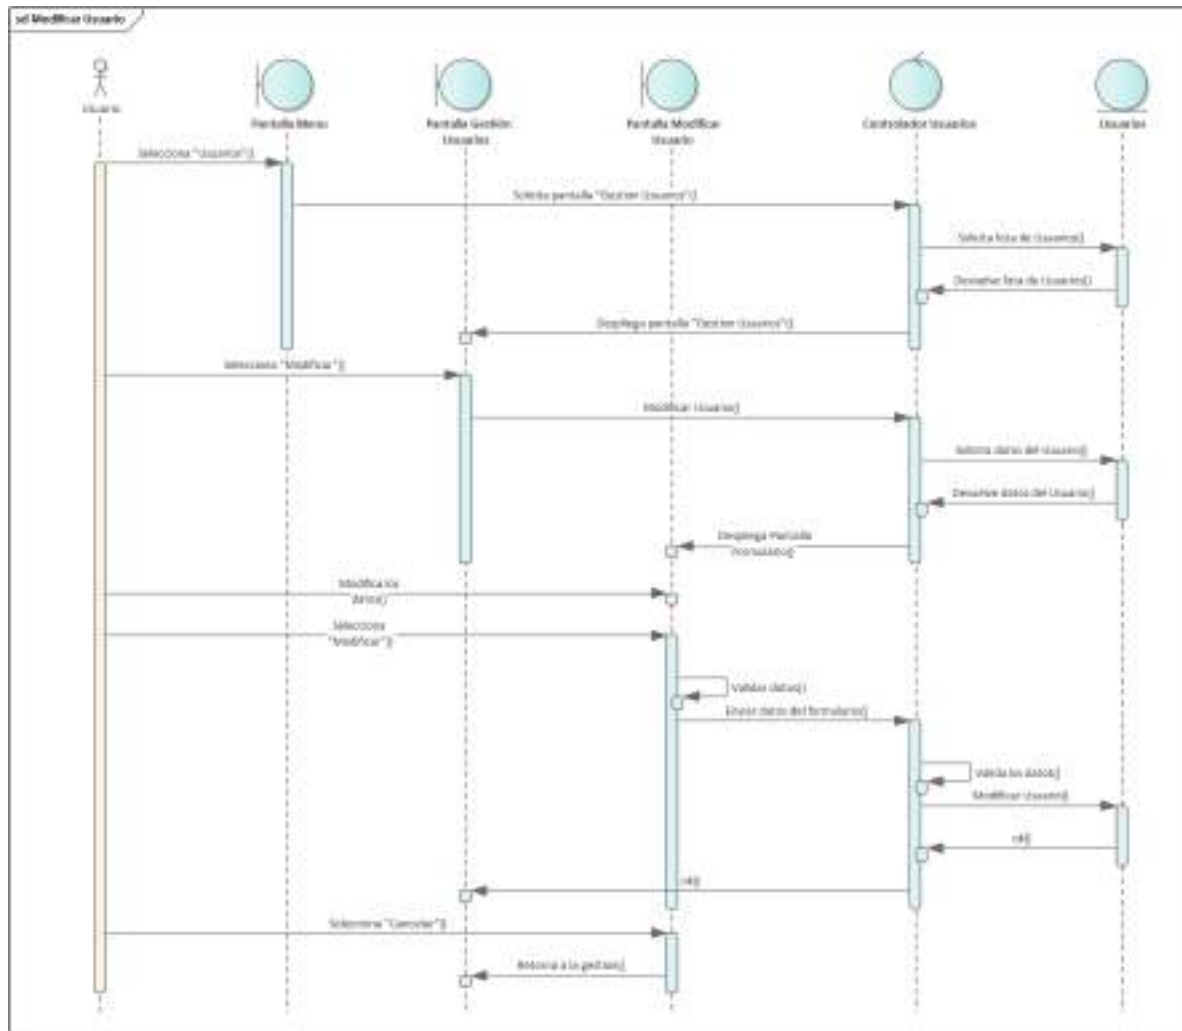 sd Modificar Usuario
Usuario
Pantalla Menu
Pantalla Gestión
Usuarios
Pantalla Modificar
Usuario
Controlador Usuarios
Usuarios
Selecciona "Usuarios"()
Solicita pantalla "Gestion Usuarios"()
Solicita lista de Usuarios()
Devuelve lista de Usuarios()
Despliega pantalla "Gestion Usuarios"()
Selecciona "Modificar"()
Modificar Usuario()
Solicita datos del Usuario()
Devuelve datos del Usuario()
Despliega Pantalla
Formulario()
Modifica los
datos()
Selecciona
"Modificar"()
Validar datos()
Enviar datos del formulario()
Valida los datos()
Modificar Usuario()
ok()
ok()
Selecciona "Cancelar"()
Retorna a la gestion()